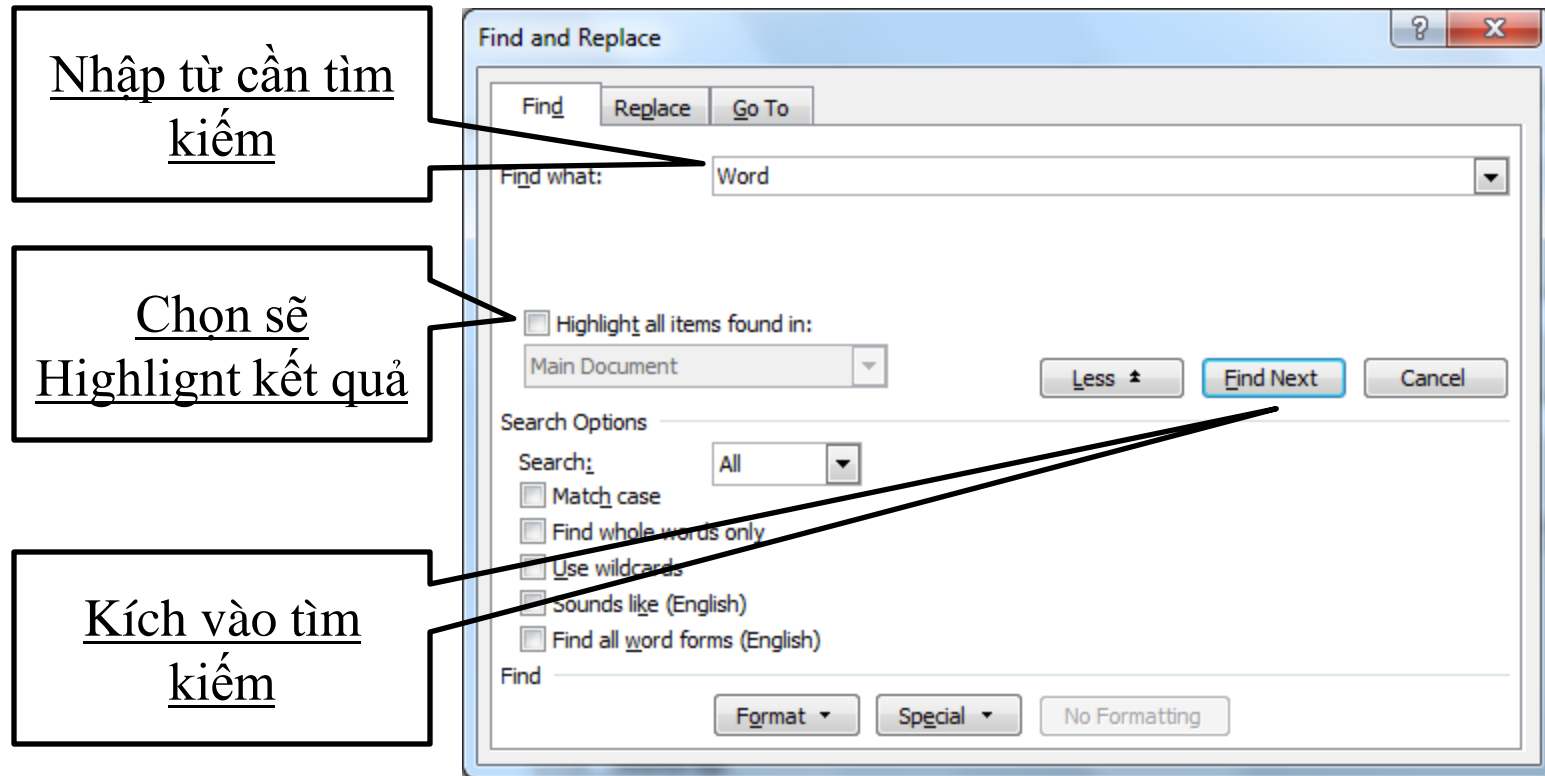 Nhập từ cần tìm
kiếm
Chọn sẽ
Highlignt kết quả
Kích vào tìm
kiếm
Find and Replace
Find Replace Go To
Find what: Word
Highlight all items found in:
Main Document
Less Find Next Cancel
Search Options
Search: All
Match case
Find whole words only
Use wildcards
Sounds like (English)
Find all word forms (English)
Find
Format Special No Formatting